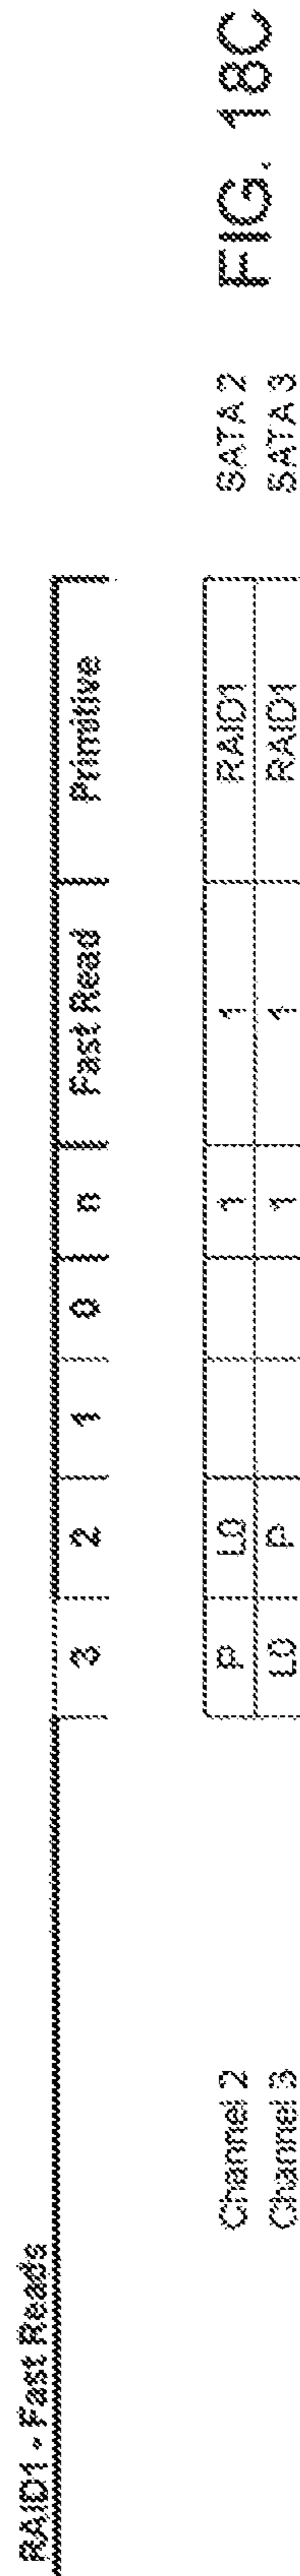 RAID1 - Fast Reads
3 2 1 0 n Fast Read Primitive
Channel 2 P L0 1 1 RAID1 SATA 2
Channel 3 L0 P 1 1 RAID1 SATA 3
FIG. 18C